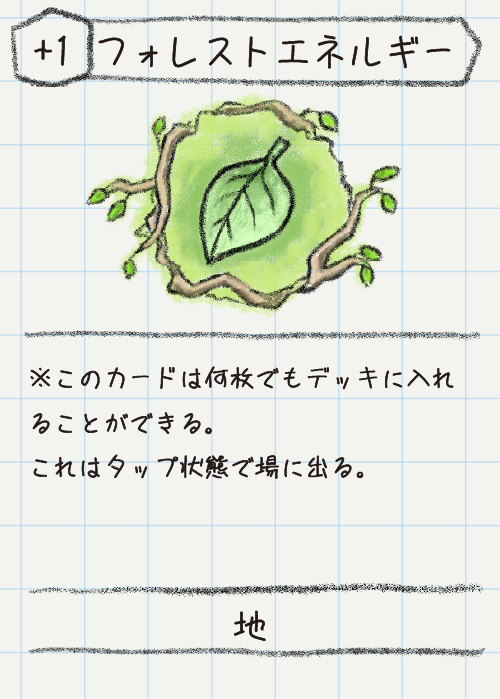 +1 フォレストエネルギー
※このカードは何枚でもデッキに入れ
ることができる。
これはタップ状態で場に出る。
地